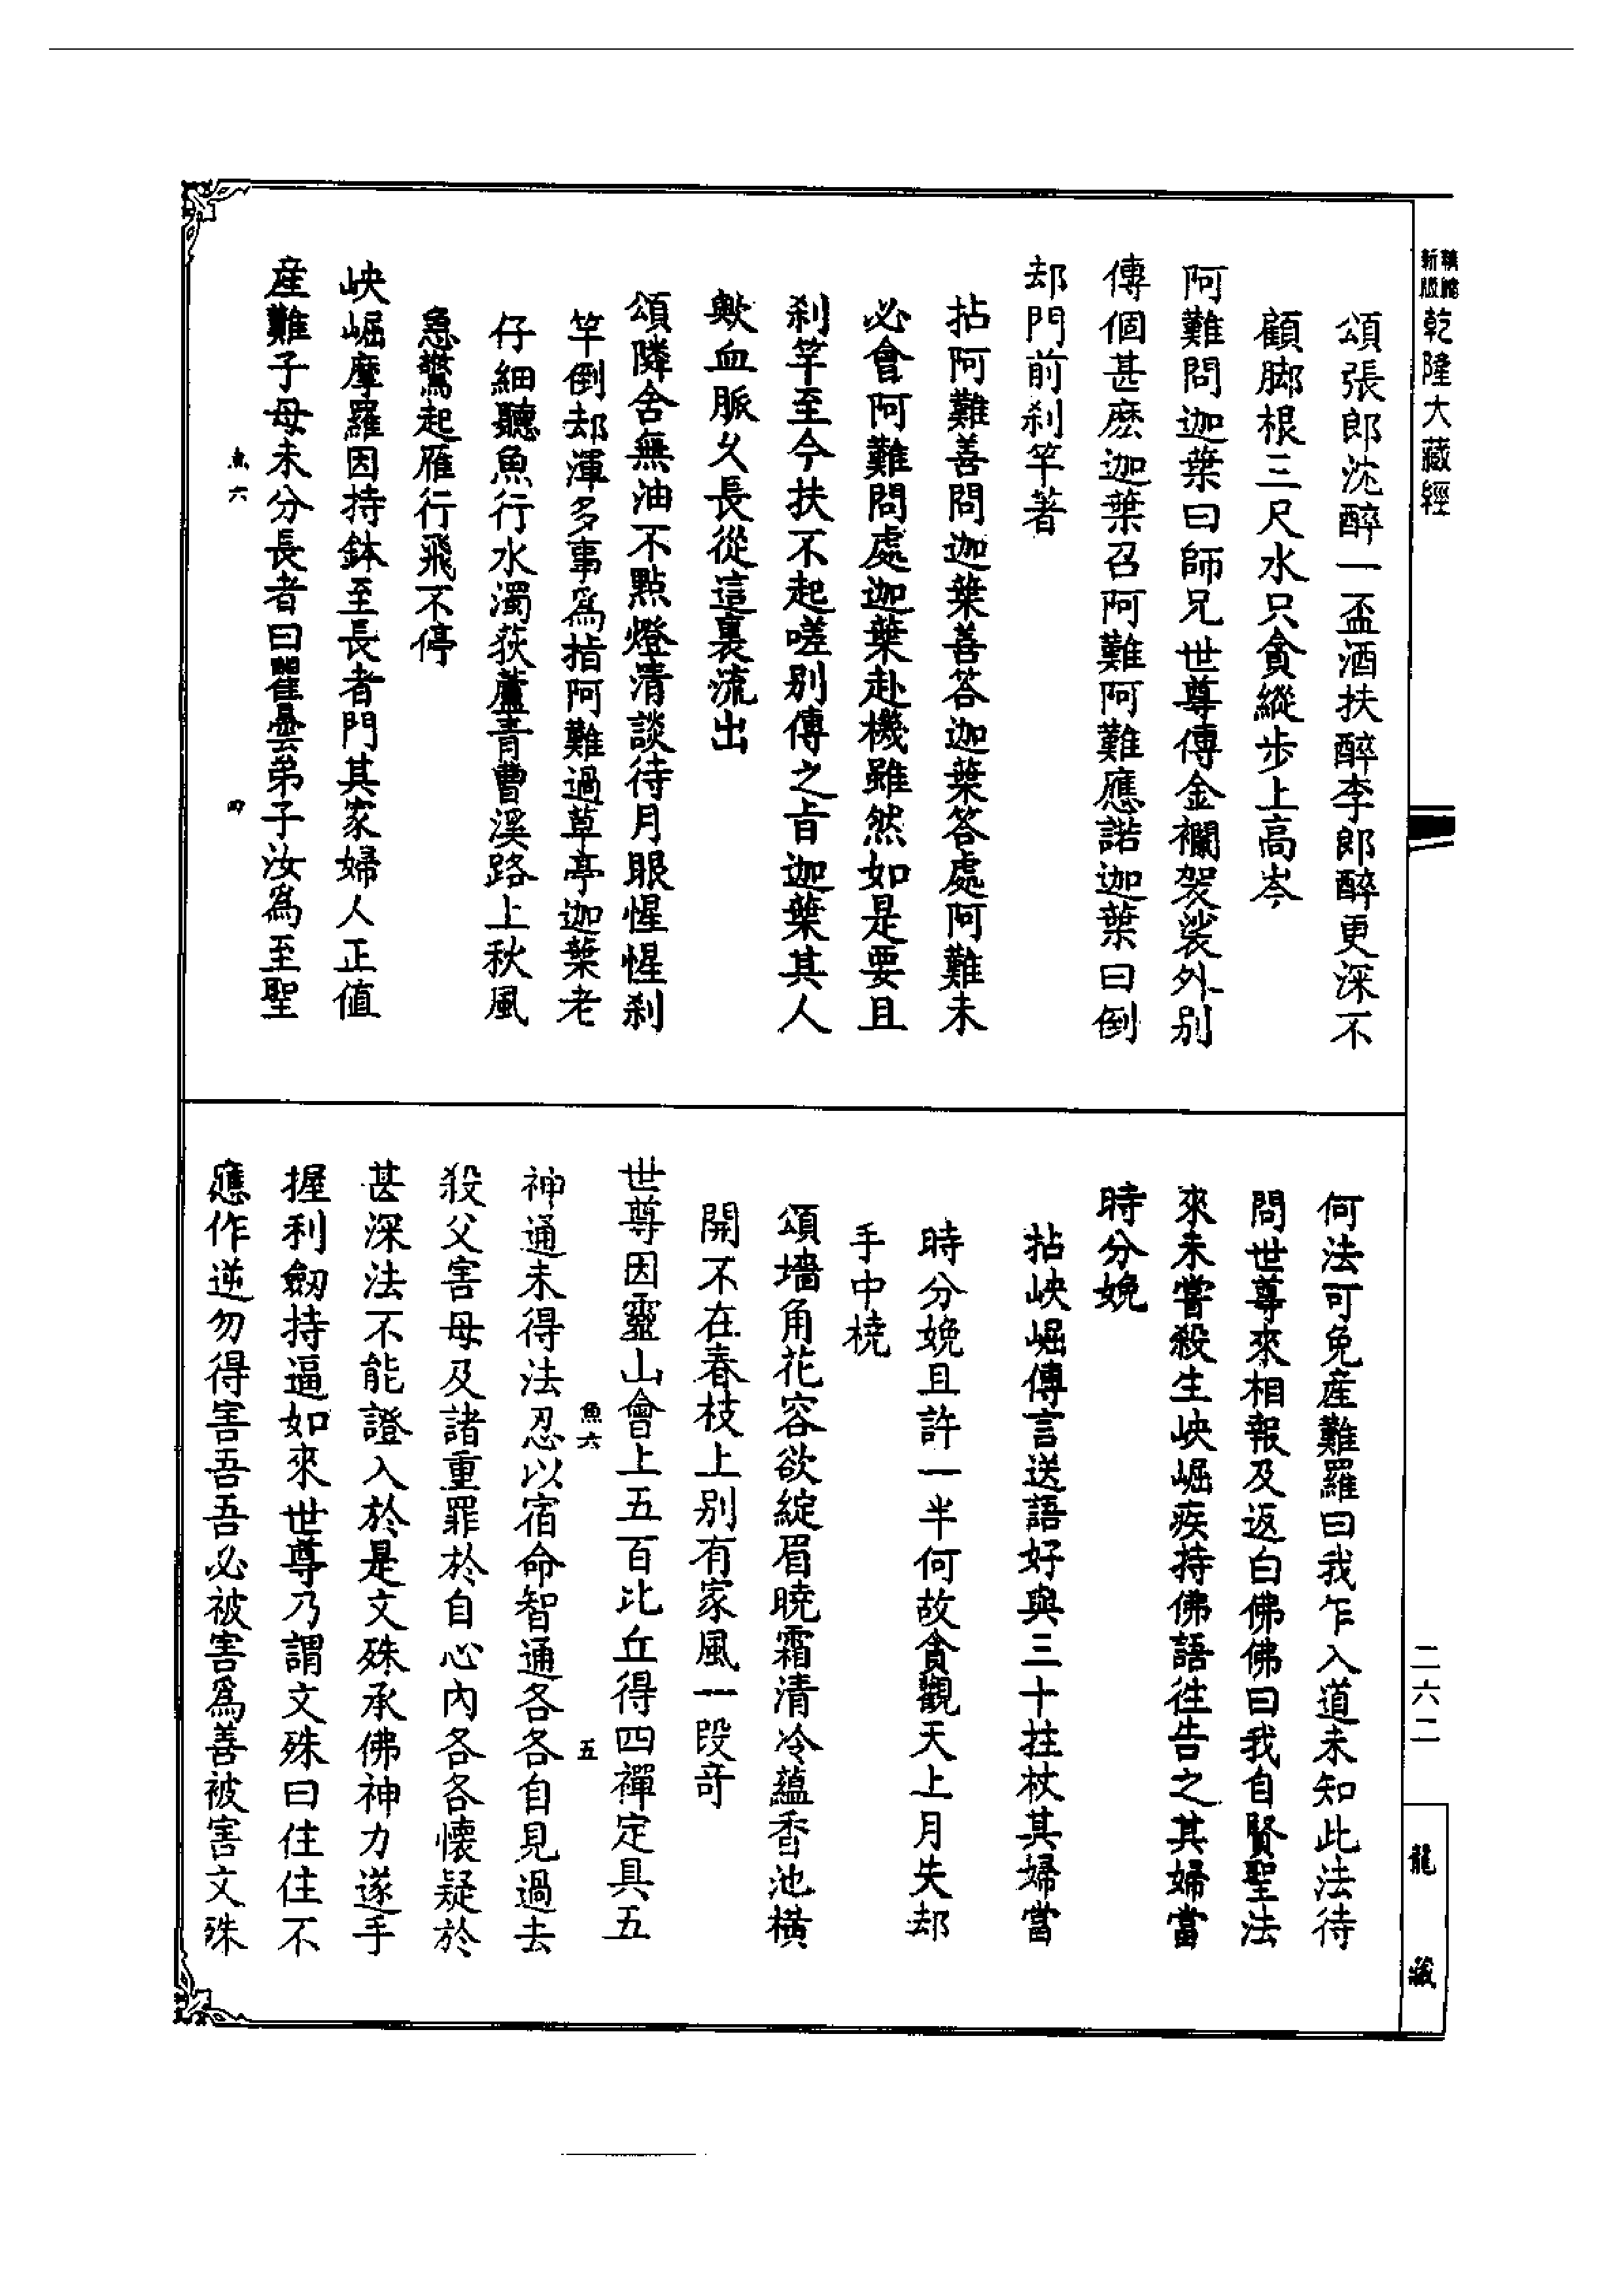 乾隆大藏經
頌張郎沈醉一盃酒扶醉李郎醉更深不
顧脚根三尺水只貪縱步上高岑
阿難問迦葉曰師兄世尊傳金襴袈裟外別
傳個甚麽迦葉召阿難阿難應諾迦葉曰倒
却門前刹竿著
拈阿難善問迦葉善答迦葉答處阿難未
必會阿難問處迦葉赴機雖然如是要且
刹竿至今扶不起嗟別傳之旨迦葉其人
歟血脈久長從這裏流出
頌隣舍無油不點燈清談待月眼惺惺刹
竿倒却渾多事爲指阿難過草亭迦葉老
仔細聽魚行水濁荻蘆青曹溪路上秋風
急驚起雁行飛不停
㟮崛摩羅因持鉢至長者門其家婦人正值
産難子母未分長者曰瞿曇弟子汝爲至聖
魚六
四
何法可免産難羅曰我乍入道未知此法待
問世尊來相報及返白佛佛曰我自賢聖法
來未嘗殺生㟮崛疾持佛語徃告之其婦當
時分娩
拈㟮崛傳言送語好與三十拄杖其婦當
時分娩且許一半何故貪觀天上月失却
手中橈
頌墻角花容欲綻眉曉霜清冷蘊香池横
開不在春枝上別有家風一段竒
世尊因靈山會上五百比丘得四禪定具五
魚六
五
神通未得法忍以宿命智通各各自見過去
殺父害母及諸重罪於自心內各各懷疑於
甚深法不能證入於是文殊承佛神力遂手
握利劒持逼如來世尊乃謂文殊曰住住不
應作逆勿得害吾吾必被害爲善被害文殊
二六二
龍藏